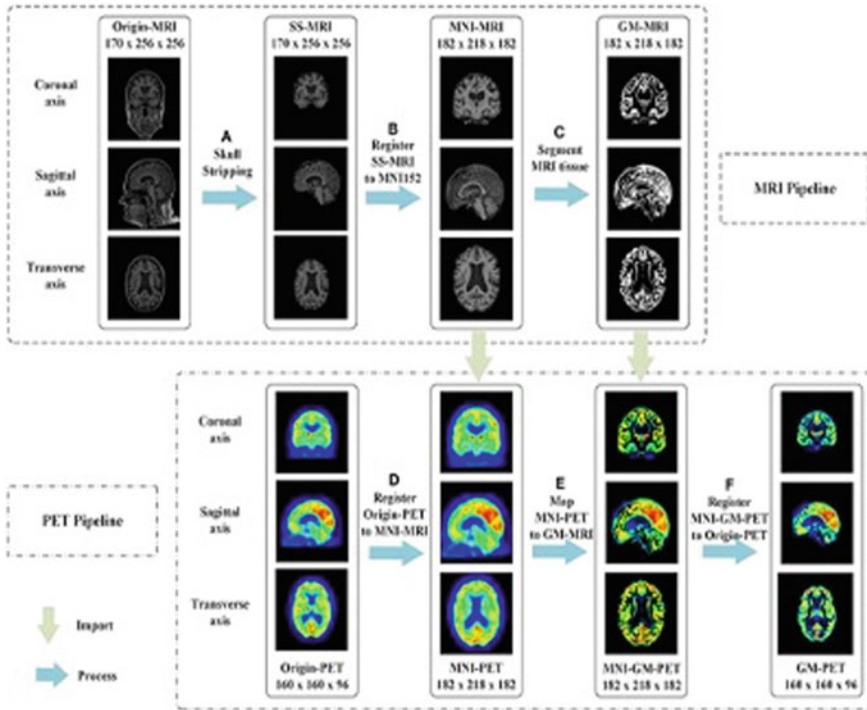 Origin-MRI
170 x 256 x 256
SS-MRI
170 x 256 x 256
MNI-MRI
182 x 218 x 182
GM-MRI
182 x 218 x 182
Coronal
axis
Sagittal
axis
Transverse
axis
A
Skull
Stripping
B
Register
SS-MRI
to MNI152
C
Segment
MRI tissue
MRI Pipeline
PET Pipeline
Coronal
axis
Sagittal
axis
Transverse
axis
D
Register
Origin-PET
to MNI-MRI
E
Map
MNI-PET
to GM-MRI
F
Register
MNI-GM-PET
to Origin-PET
Origin-PET
160 x 160 x 96
MNI-PET
182 x 218 x 182
MNI-GM-PET
182 x 218 x 182
GM-PET
160 x 160 x 96
Import
Process